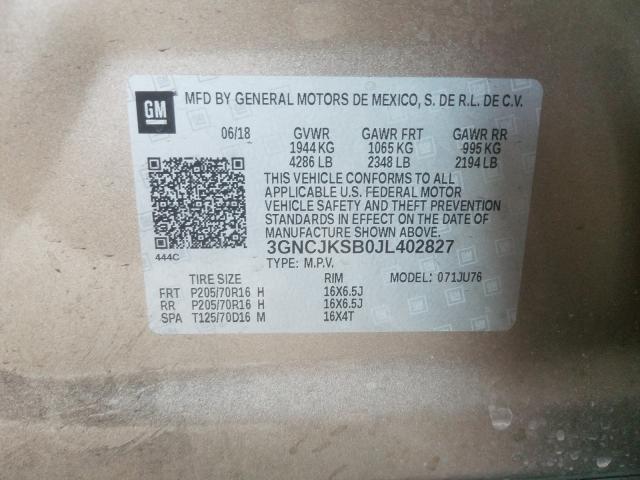 GM MFD BY GENERAL MOTORS DE MEXICO, S. DE R.L. DE C.V.
06/18 GVWR GAWR FRT GAWR RR
1944 KG 1065 KG 995 KG
4286 LB 2348 LB 2194 LB
THIS VEHICLE CONFORMS TO ALL
APPLICABLE U.S. FEDERAL MOTOR
VEHICLE SAFETY AND THEFT PREVENTION
STANDARDS IN EFFECT ON THE DATE OF
MANUFACTURE SHOWN ABOVE.
3GNCJKSB0JL402827
444C
TYPE: M.P.V.
TIRE SIZE RIM MODEL: 071JU76
FRT P205/70R16 H 16X6.5J
RR P205/70R16 H 16X6.5J
SPA T125/70D16 M 16X4T